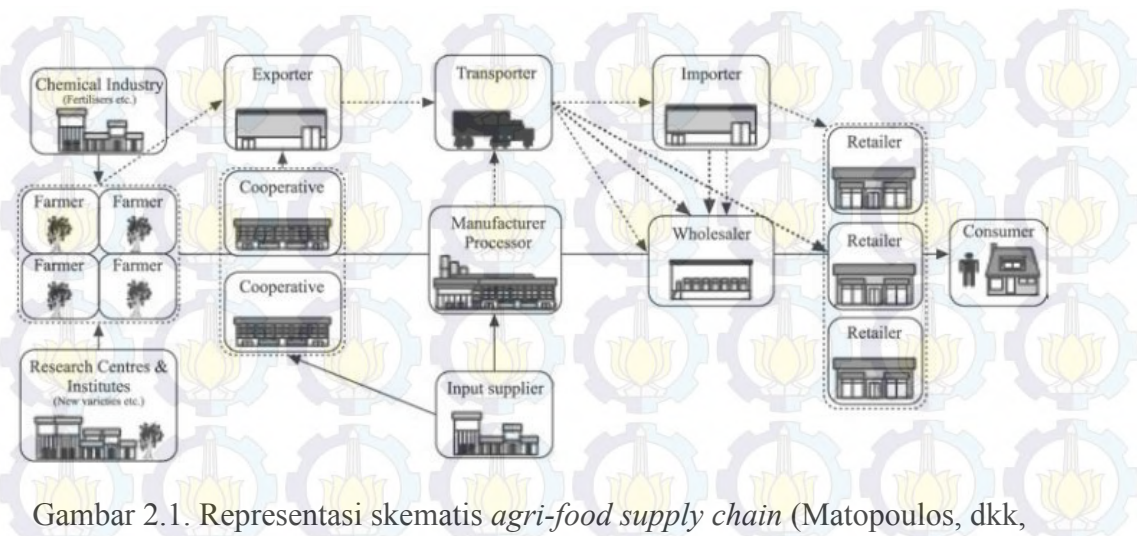 Chemical Industry
(Fertilisers etc.)
Exporter
Transporter
Importer
Retailer
Farmer
Farmer
Cooperative
Manufacturer
Processor
Wholesaler
Retailer
Consumer
Farmer
Farmer
Cooperative
Retailer
Research Centres &
Institutes
(New varieties etc.)
Input supplier
Gambar 2.1. Representasi skematis agri-food supply chain (Matopoulos, dkk,